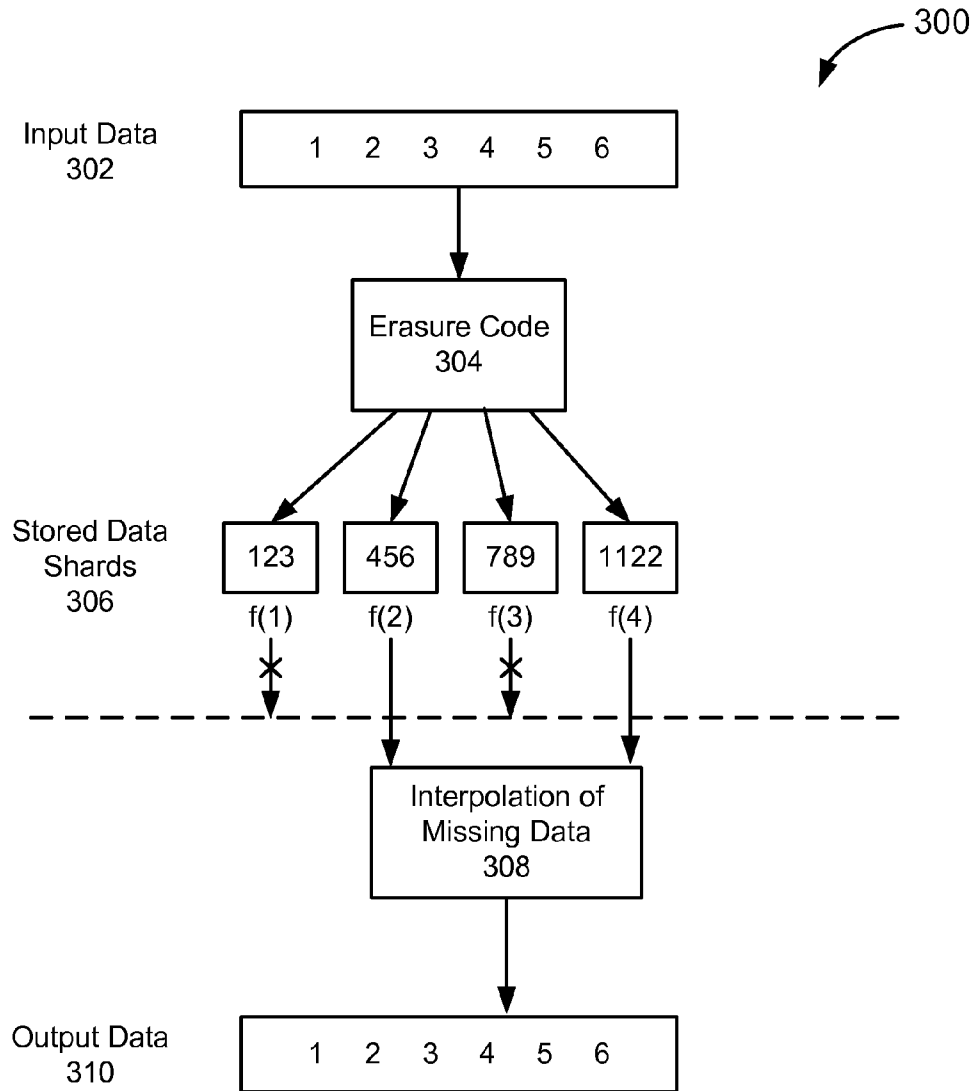 300
Input Data
302
1 2 3 4 5 6
Erasure Code
304
Stored Data
Shards
306
123 456 789 1122
f(1) f(2) f(3) f(4)
Interpolation of
Missing Data
308
Output Data
310
1 2 3 4 5 6